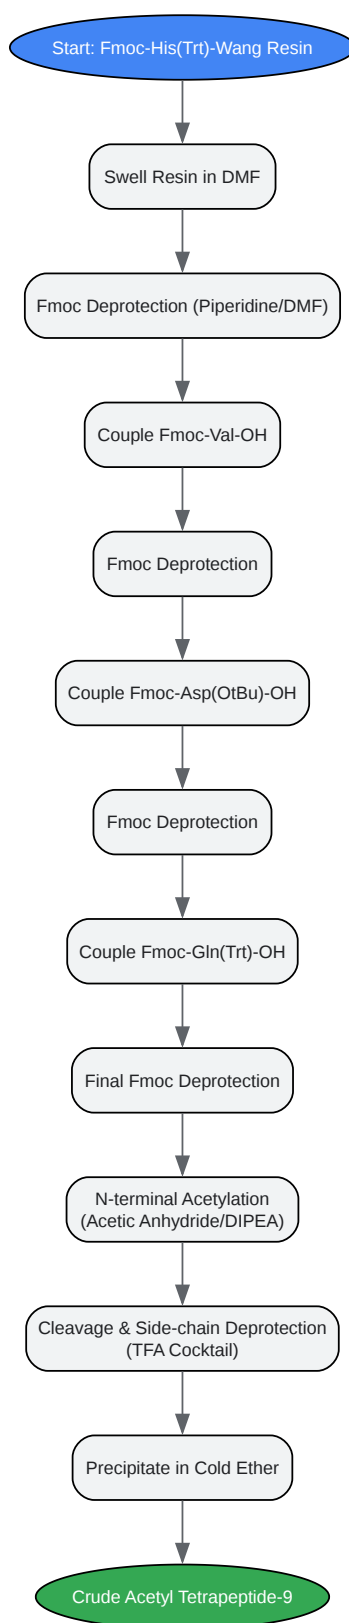 Start: Fmoc-His(Trt)-Wang Resin
Swell Resin in DMF
Fmoc Deprotection (Piperidine/DMF)
Couple Fmoc-Val-OH
Fmoc Deprotection
Couple Fmoc-Asp(OtBu)-OH
Fmoc Deprotection
Couple Fmoc-Gln(Trt)-OH
Final Fmoc Deprotection
N-terminal Acetylation
(Acetic Anhydride/DIPEA)
Cleavage & Side-chain Deprotection
(TFA Cocktail)
Precipitate in Cold Ether
Crude Acetyl Tetrapeptide-9